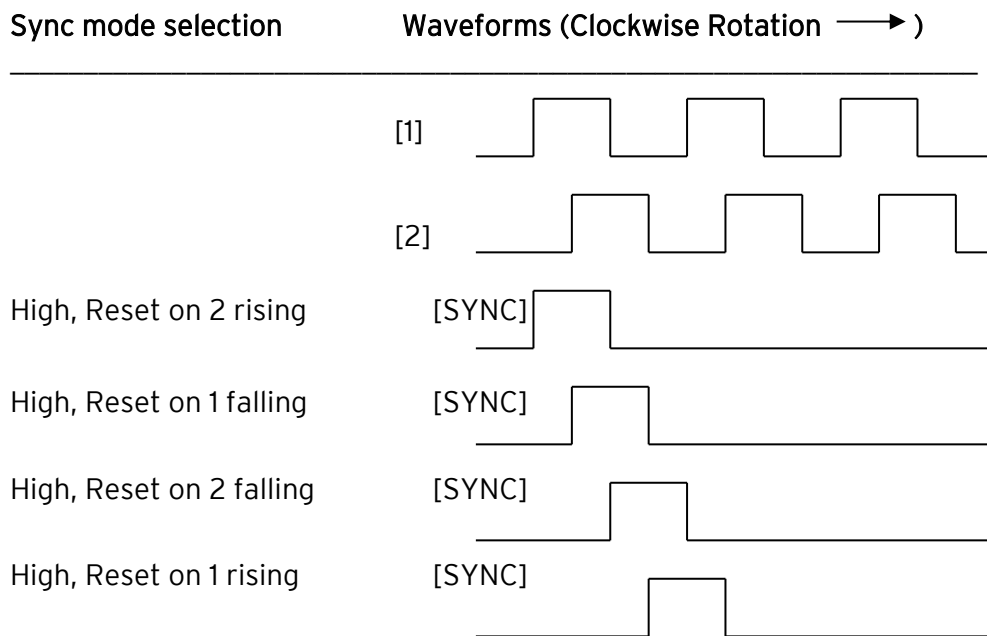 Sync mode selection Waveforms (Clockwise Rotation → )
[1]
[2]
High, Reset on 2 rising [SYNC]
High, Reset on 1 falling [SYNC]
High, Reset on 2 falling [SYNC]
High, Reset on 1 rising [SYNC]